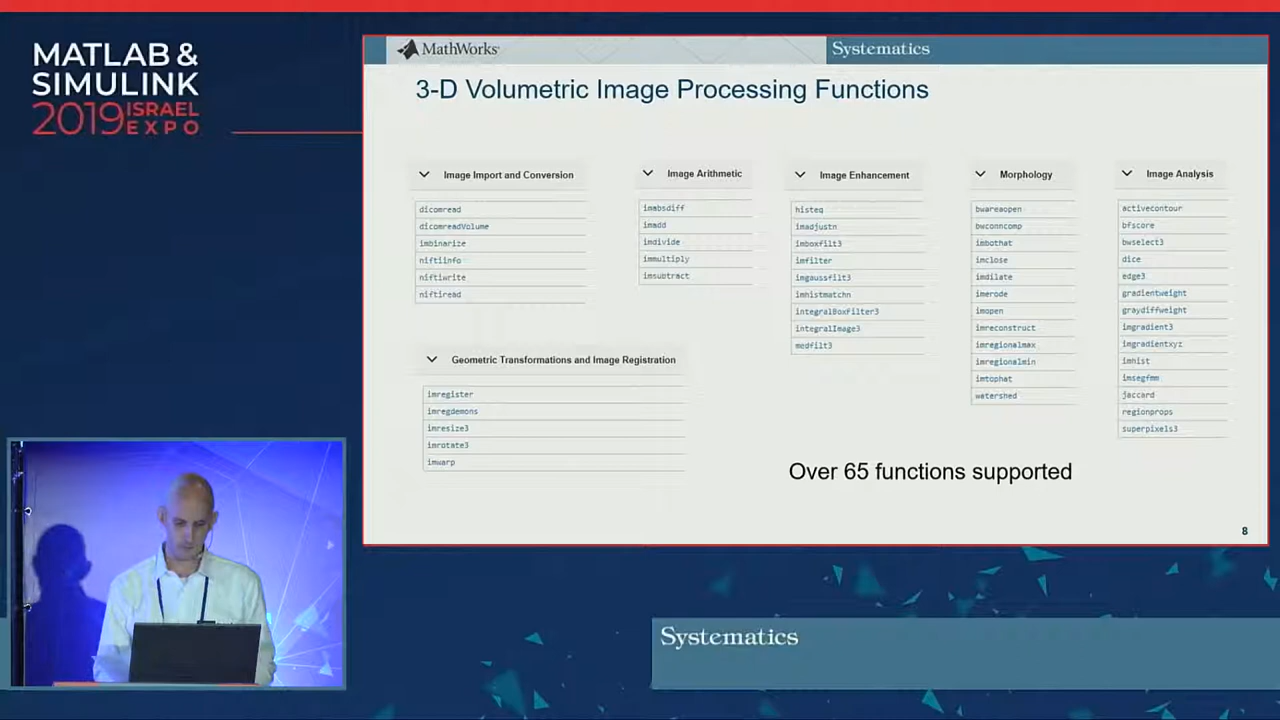 MATLAB &
SIMULINK
2019 ISRAEL
EXPO
MathWorks
Systematics
3-D Volumetric Image Processing Functions
Image Import and Conversion
dicomread
dicomreadVolume
imbinarize
niftiinfo
niftiwrite
niftiread
Image Arithmetic
imabsdiff
imadd
imdivide
immultiply
imsubtract
Image Enhancement
histeq
imadjustn
imboxfilt3
imfilter
imgaussfilt3
imhistmatchn
integralBoxFilter3
integralImage3
medfilt3
Morphology
bwareaopen
bwconncomp
imbothat
imclose
imdilate
imerode
imopen
imreconstruct
imregionalmax
imregionalmin
imtophat
watershed
Image Analysis
activecontour
bfscore
bwselect3
dice
edge3
gradientweight
graydiffweight
imgradient3
imgradientxyz
imhist
imsegfmm
jaccard
regionprops
superpixels3
Geometric Transformations and Image Registration
imregister
imregdemons
imresize3
imrotate3
imwarp
Over 65 functions supported
8
Systematics